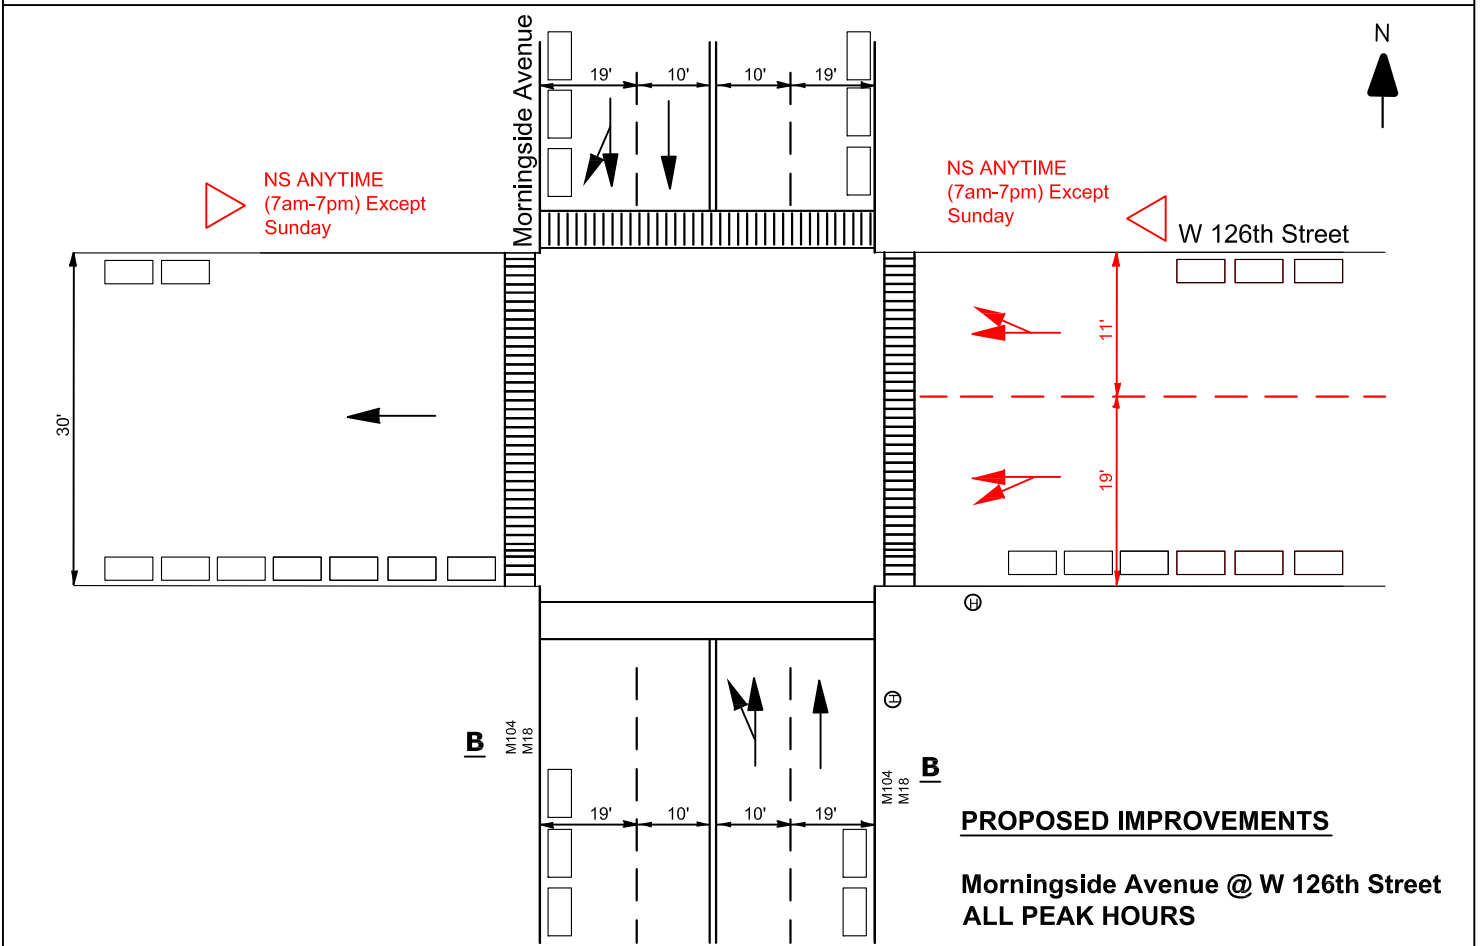 Morningside Avenue
19'
10'
10'
19'
N
NS ANYTIME
(7am-7pm) Except
Sunday
NS ANYTIME
(7am-7pm) Except
Sunday
W 126th Street
30'
11'
19'
H
H
B
M104
M18
M104
M18
B
19'
10'
10'
19'
PROPOSED IMPROVEMENTS
Morningside Avenue @ W 126th Street
ALL PEAK HOURS